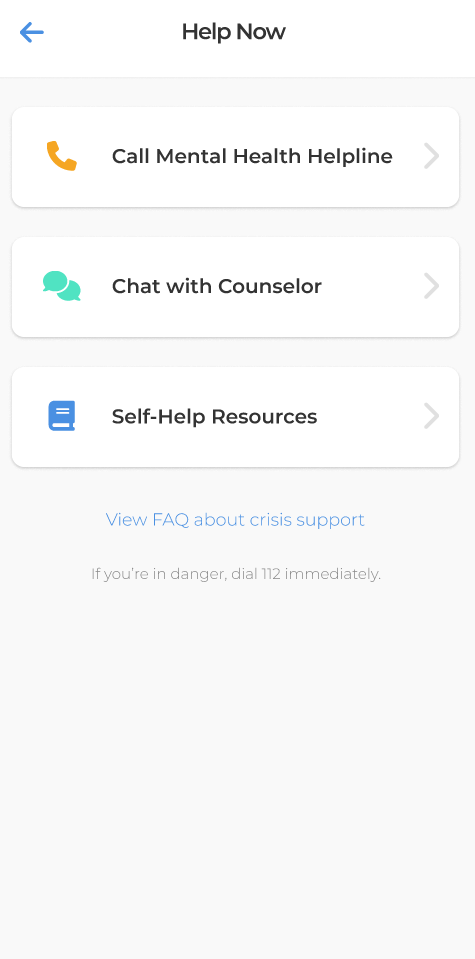 Help Now
Call Mental Health Helpline
Chat with Counselor
Self-Help Resources
View FAQ about crisis support
If you're in danger, dial 112 immediately.